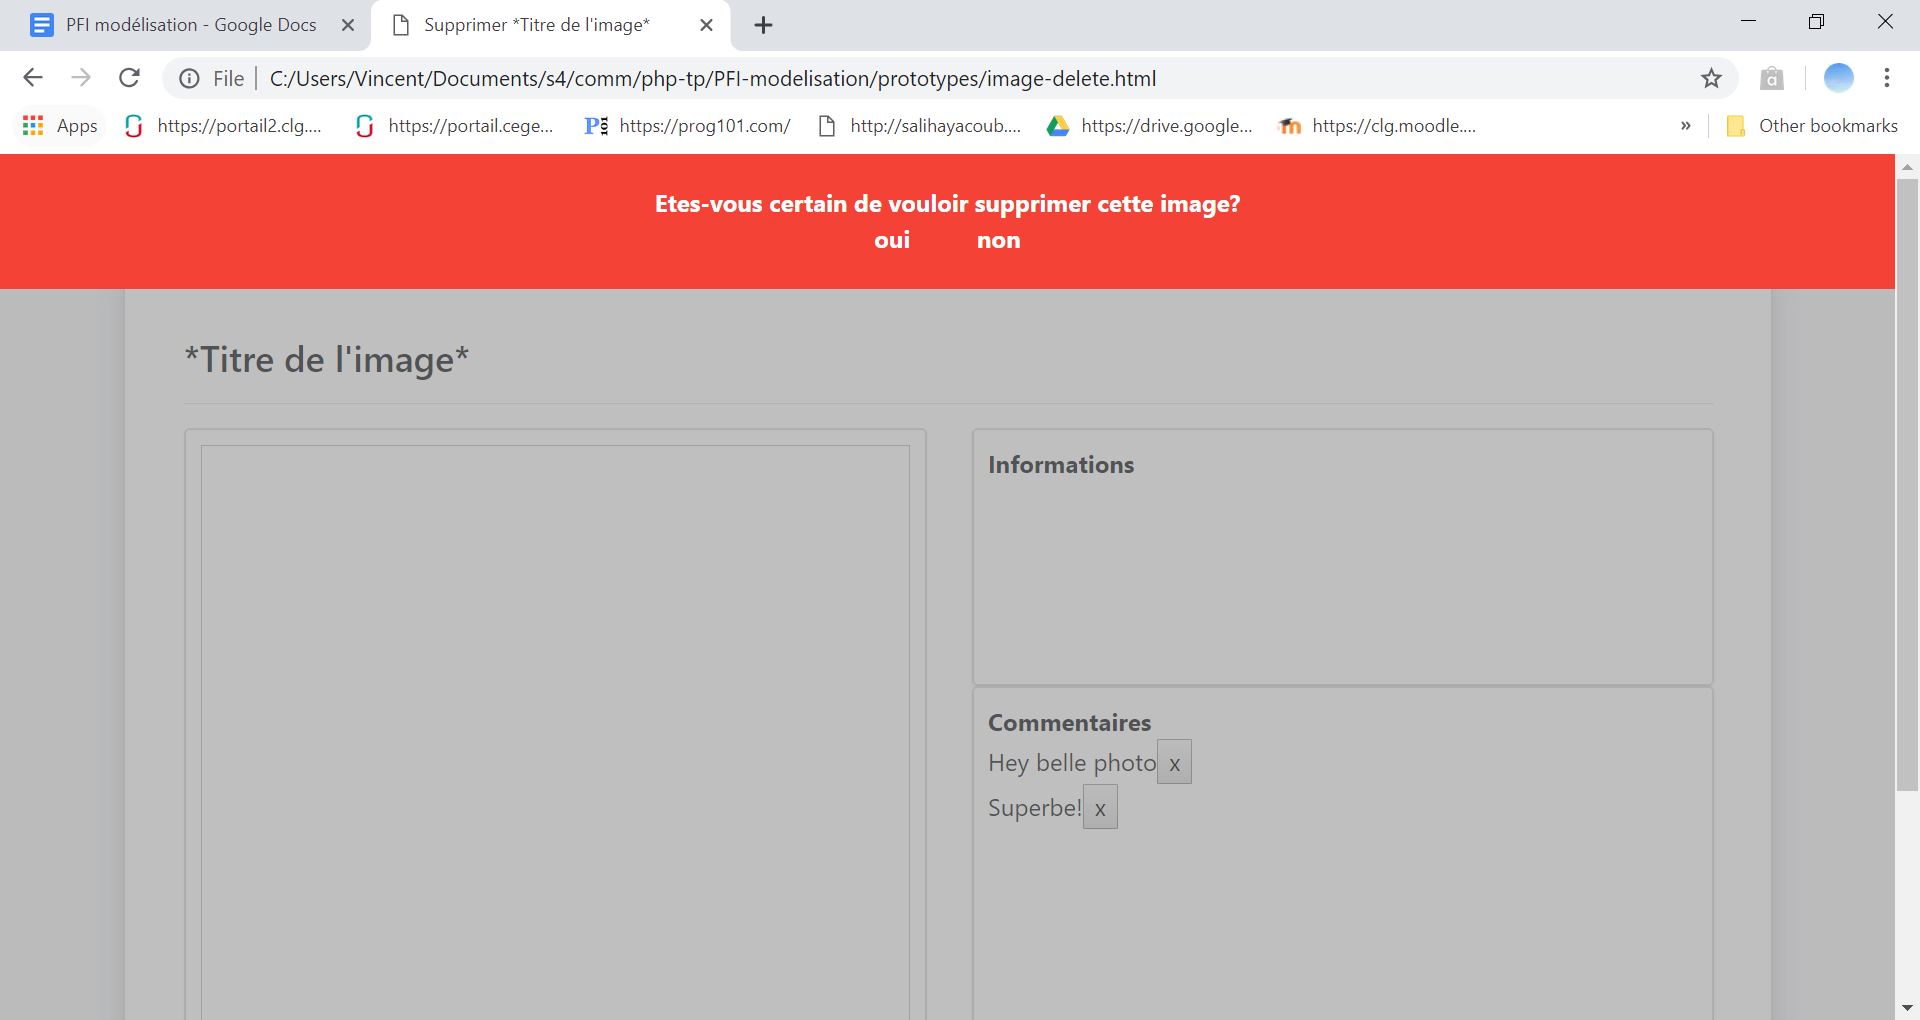 PFI modélisation - Google Docs
Supprimer *Titre de l'image*
File
C:/Users/Vincent/Documents/s4/comm/php-tp/PFI-modelisation/prototypes/image-delete.html
Apps
https://portail2.clg....
https://portail.cege...
P101
https://prog101.com/
http://salihayacoub....
https://drive.google...
https://clg.moodle....
»
Other bookmarks
Etes-vous certain de vouloir supprimer cette image?
oui non
*Titre de l'image*
Informations
Commentaires
Hey belle photo x
Superbe! x